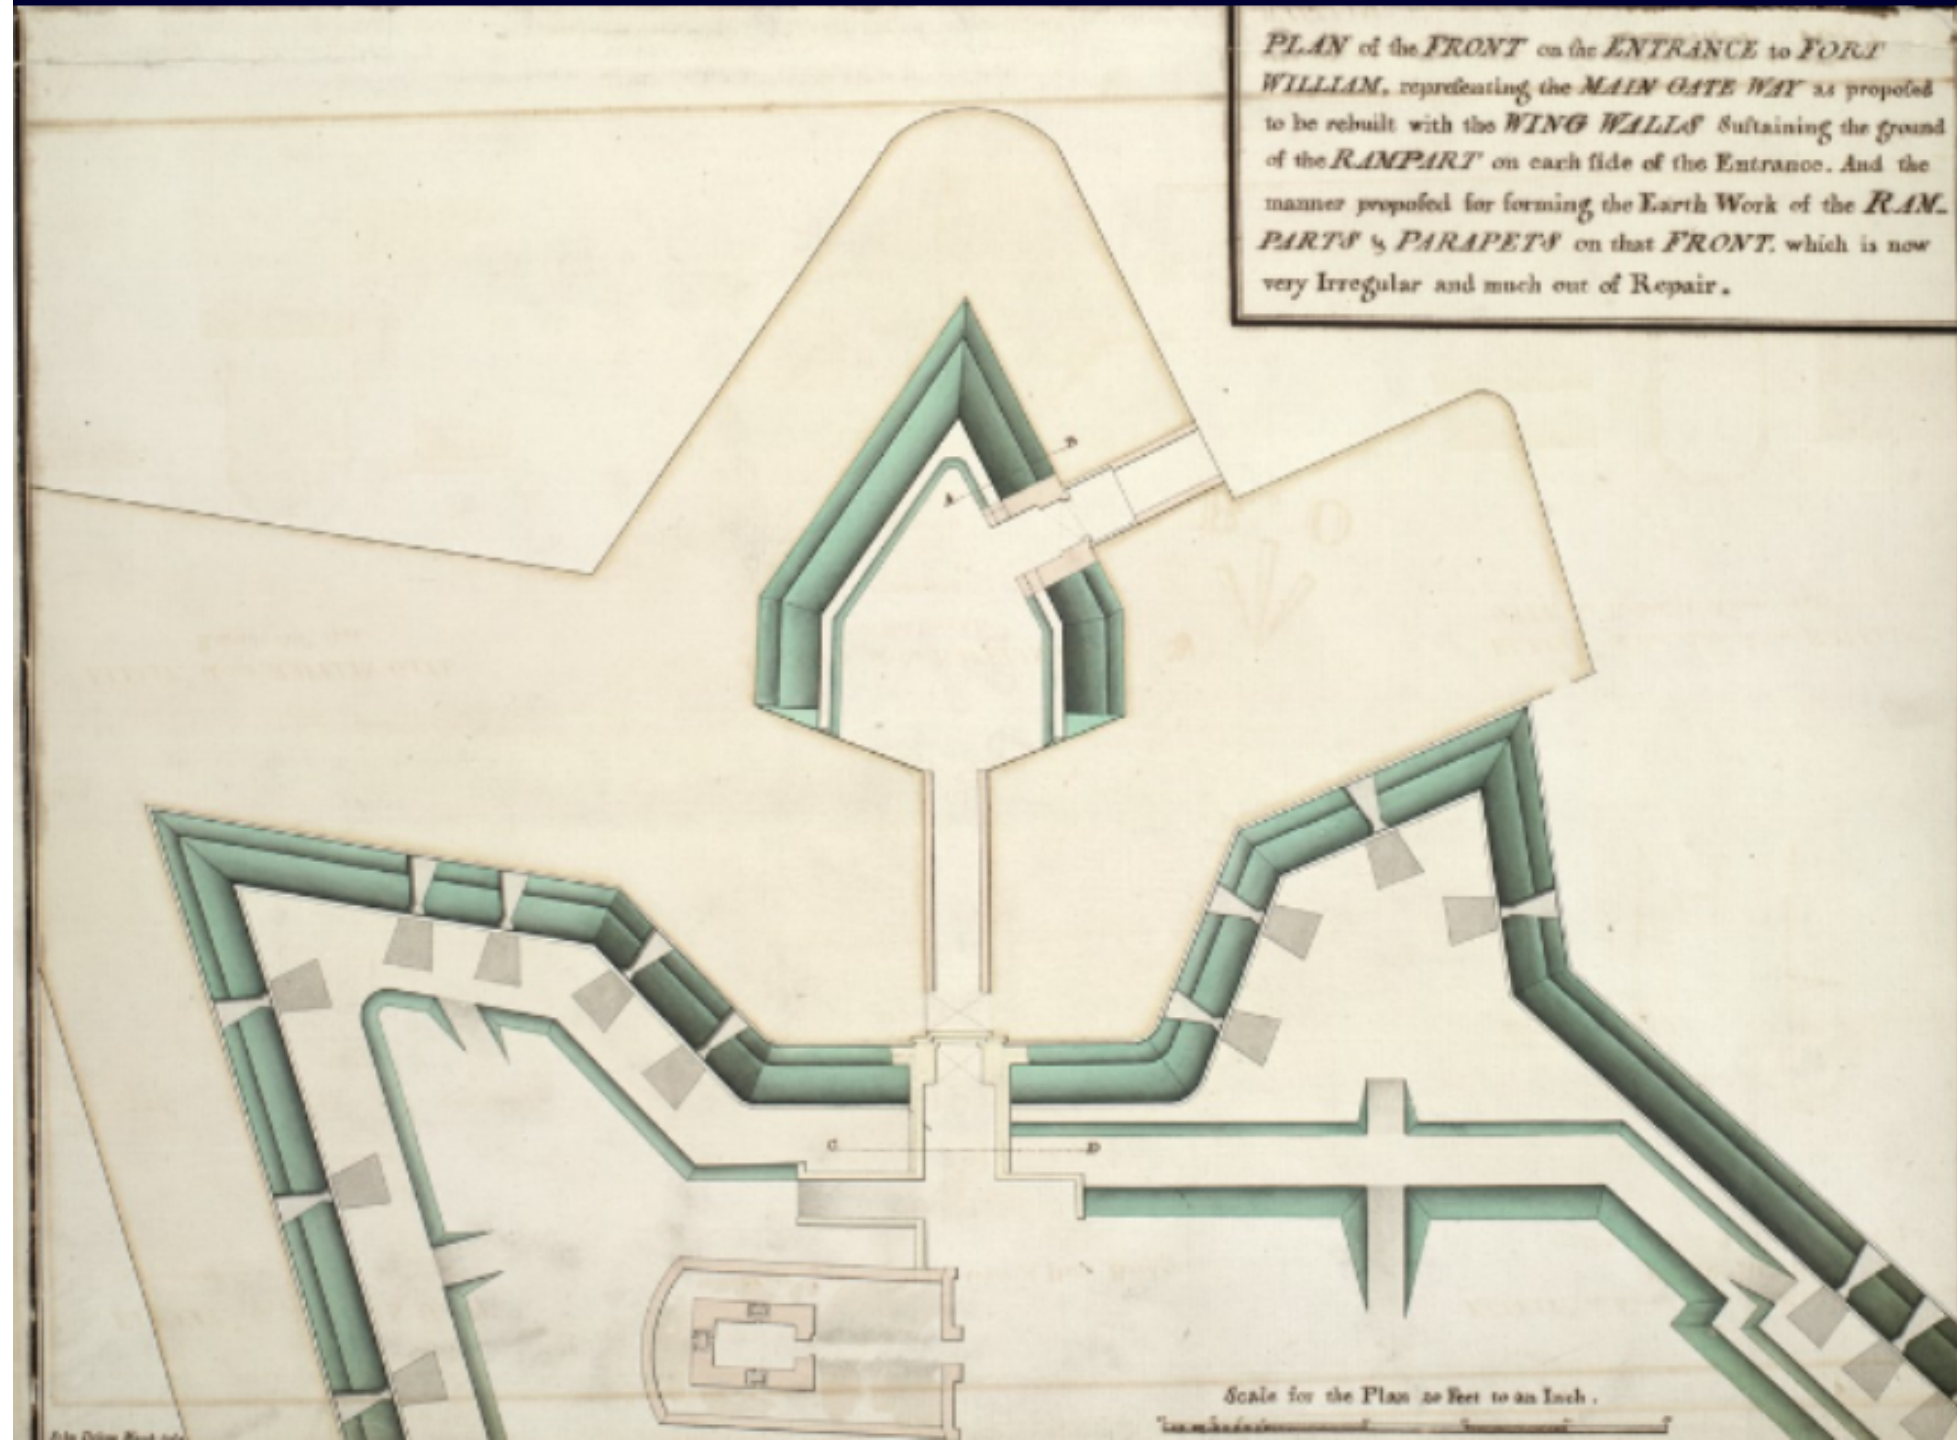 PLAN of the FRONT on the ENTRANCE to FORT
WILLIAM, repreſenting the MAIN GATE WAY as propoſed
to be rebuilt with the WING WALLS Suſtaining the ground
of the RAMPART on each ſide of the Entrance. And the
manner propoſed for forming the Earth Work of the RAM-
PARTS & PARAPETS on that FRONT. which is now
very Irregular and much out of Repair.
B
A
C
D
Scale for the Plan 20 Feet to an Inch.